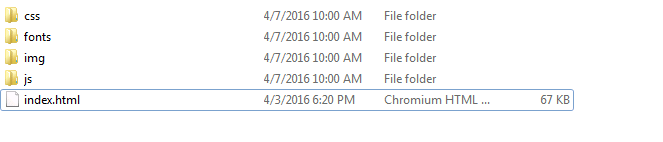 css 4/7/2016 10:00 AM File folder
fonts 4/7/2016 10:00 AM File folder
img 4/7/2016 10:00 AM File folder
js 4/7/2016 10:00 AM File folder
index.html 4/3/2016 6:20 PM Chromium HTML ... 67 KB